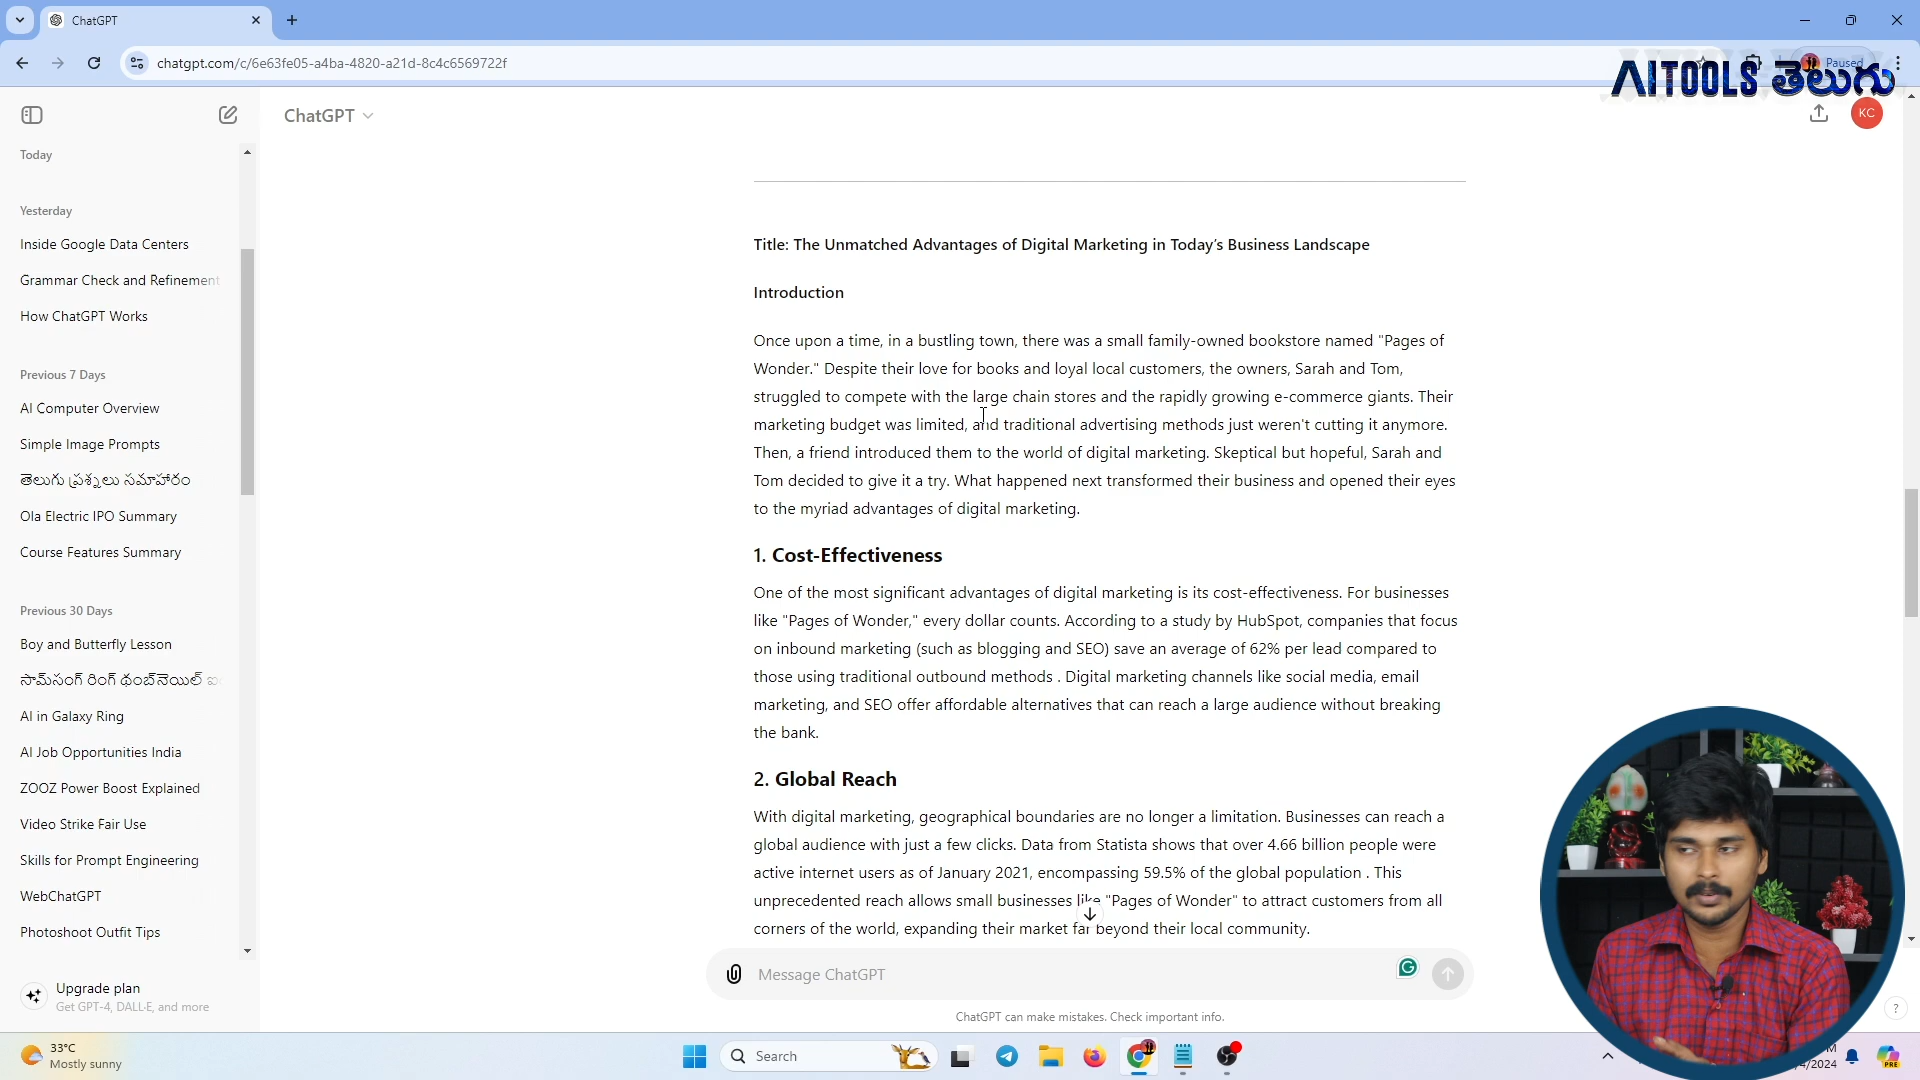 ChatGPT
chatgpt.com/c/6e63fe05-a4ba-4820-a21d-8c4c6569722f
Paused
AITOOLS తెలుగు
ChatGPT
KC
Today
Yesterday
Inside Google Data Centers
Grammar Check and Refinement
How ChatGPT Works
Previous 7 Days
AI Computer Overview
Simple Image Prompts
తెలుగు ప్రశ్నలు సమాహారం
Ola Electric IPO Summary
Course Features Summary
Previous 30 Days
Boy and Butterfly Lesson
సామ్‌సంగ్ రింగ్ థంబ్‌నెయిల్
AI in Galaxy Ring
AI Job Opportunities India
ZOOZ Power Boost Explained
Video Strike Fair Use
Skills for Prompt Engineering
WebChatGPT
Photoshoot Outfit Tips
Upgrade plan
Get GPT-4, DALL·E, and more
Title: The Unmatched Advantages of Digital Marketing in Today's Business Landscape
Introduction
Once upon a time, in a bustling town, there was a small family-owned bookstore named "Pages of
Wonder." Despite their love for books and loyal local customers, the owners, Sarah and Tom,
struggled to compete with the large chain stores and the rapidly growing e-commerce giants. Their
marketing budget was limited, and traditional advertising methods just weren't cutting it anymore.
Then, a friend introduced them to the world of digital marketing. Skeptical but hopeful, Sarah and
Tom decided to give it a try. What happened next transformed their business and opened their eyes
to the myriad advantages of digital marketing.
1. Cost-Effectiveness
One of the most significant advantages of digital marketing is its cost-effectiveness. For businesses
like "Pages of Wonder," every dollar counts. According to a study by HubSpot, companies that focus
on inbound marketing (such as blogging and SEO) save an average of 62% per lead compared to
those using traditional outbound methods . Digital marketing channels like social media, email
marketing, and SEO offer affordable alternatives that can reach a large audience without breaking
the bank.
2. Global Reach
With digital marketing, geographical boundaries are no longer a limitation. Businesses can reach a
global audience with just a few clicks. Data from Statista shows that over 4.66 billion people were
active internet users as of January 2021, encompassing 59.5% of the global population . This
unprecedented reach allows small businesses like "Pages of Wonder" to attract customers from all
corners of the world, expanding their market far beyond their local community.
Message ChatGPT
ChatGPT can make mistakes. Check important info.
?
33°C
Mostly sunny
Search
M
/2024
PRE